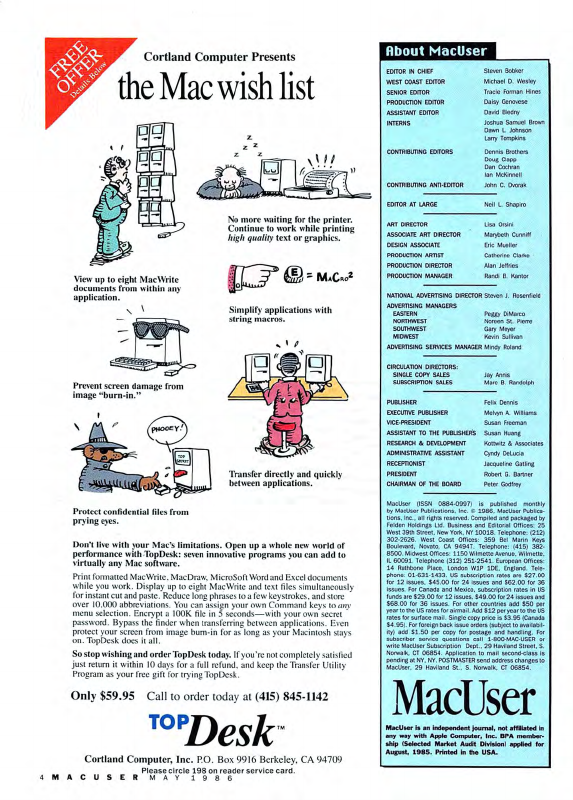 FREE
OFFER
Details Below
Cortland Computer Presents
the Mac wish list
View up to eight MacWrite
documents from within any
application.
z z z z
No more waiting for the printer.
Continue to work while printing
high quality text or graphics.
E = MACRO²
Simplify applications with
string macros.
Prevent screen damage from
image "burn-in."
PHOOEY!
TOP
SECRET
Transfer directly and quickly
between applications.
Protect confidential files from
prying eyes.
Don't live with your Mac's limitations. Open up a whole new world of
performance with TopDesk: seven innovative programs you can add to
virtually any Mac software.
Print formatted MacWrite, MacDraw, MicroSoft Word and Excel documents
while you work. Display up to eight MacWrite and text files simultaneously
for instant cut and paste. Reduce long phrases to a few keystrokes, and store
over 10.000 abbreviations. You can assign your own Command keys to any
menu selection. Encrypt a 100K file in 5 seconds—with your own secret
password. Bypass the finder when transferring between applications. Even
protect your screen from image burn-in for as long as your Macintosh stays
on. TopDesk does it all.
So stop wishing and order TopDesk today. If you're not completely satisfied
just return it within 10 days for a full refund, and keep the Transfer Utility
Program as your free gift for trying TopDesk.
Only $59.95 Call to order today at (415) 845-1142
TOPDesk™
Cortland Computer, Inc. P.O. Box 9916 Berkeley, CA 94709
Please circle 198 on reader service card.
4 MACUSER MAY 1986
About MacUser
EDITOR IN CHIEF Steven Bobker
WEST COAST EDITOR Michael D. Wesley
SENIOR EDITOR Tracie Forman Hines
PRODUCTION EDITOR Daisy Genovese
ASSISTANT EDITOR David Biedny
INTERNS Joshua Samuel Brown
Dawn L. Johnson
Larry Tompkins
CONTRIBUTING EDITORS Dennis Brothers
Doug Clapp
Dan Cochran
Ian McKinnell
CONTRIBUTING ANTI-EDITOR John C. Dvorak
EDITOR AT LARGE Neil L. Shapiro
ART DIRECTOR Lisa Orsini
ASSOCIATE ART DIRECTOR Marybeth Cunniff
DESIGN ASSOCIATE Eric Mueller
PRODUCTION ARTIST Catherine Clarke
PRODUCTION DIRECTOR Alan Jeffries
PRODUCTION MANAGER Randi B. Kantor
NATIONAL ADVERTISING DIRECTOR Steven J. Rosenfield
ADVERTISING MANAGERS
EASTERN Peggy DiMarco
NORTHWEST Noreen St. Pierre
SOUTHWEST Gary Meyer
MIDWEST Kevin Sullivan
ADVERTISING SERVICES MANAGER Mindy Roland
CIRCULATION DIRECTORS:
SINGLE COPY SALES Jay Annis
SUBSCRIPTION SALES Marc B. Randolph
PUBLISHER Felix Dennis
EXECUTIVE PUBLISHER Melvyn A. Williams
VICE-PRESIDENT Susan Freeman
ASSISTANT TO THE PUBLISHERS Susan Huang
RESEARCH & DEVELOPMENT Kottwitz & Associates
ADMINISTRATIVE ASSISTANT Cyndy DeLucia
RECEPTIONIST Jacqueline Gatling
PRESIDENT Robert G. Bartner
CHAIRMAN OF THE BOARD Peter Godfrey
MacUser (ISSN 0884-0997) is published monthly
by MacUser Publications, Inc. © 1986, MacUser Publica-
tions, Inc., all rights reserved. Compiled and packaged by
Felden Holdings Ltd. Business and Editorial Offices: 25
West 39th Street, New York, NY 10018. Telephone: (212)
302-2626. West Coast Offices: 359 Bel Marin Keys
Boulevard, Novato, CA 94947. Telephone: (415) 382-
8500. Midwest Offices: 1150 Wilmette Avenue, Wilmette,
IL 60091. Telephone (312) 251-2541. European Offices:
14 Rathbone Place, London W1P 1DE, England. Tele-
phone: 01-631-1433. US subscription rates are $27.00
for 12 issues, $45.00 for 24 issues and $62.00 for 36
issues. For Canada and Mexico, subscription rates in US
funds are $29.00 for 12 issues, $49.00 for 24 issues and
$68.00 for 36 issues. For other countries add $50 per
year to the US rates for airmail. Add $12 per year to the US
rates for surface mail. Single copy price is $3.95 (Canada
$4.95). For foreign back issue orders (subject to availabil-
ity) add $1.50 per copy for postage and handling. For
subscriber service questions call 1-800-MAC-USER or
write MacUser Subscription Dept., 29 Haviland Street, S.
Norwalk, CT 06854. Application to mail second-class is
pending at NY, NY. POSTMASTER send address changes to
MacUser, 29 Haviland St., S. Norwalk, CT 06854.
MacUser
MacUser is an independent journal, not affiliated in
any way with Apple Computer, Inc. BPA member-
ship (Selected Market Audit Division) applied for
August, 1985. Printed in the USA.